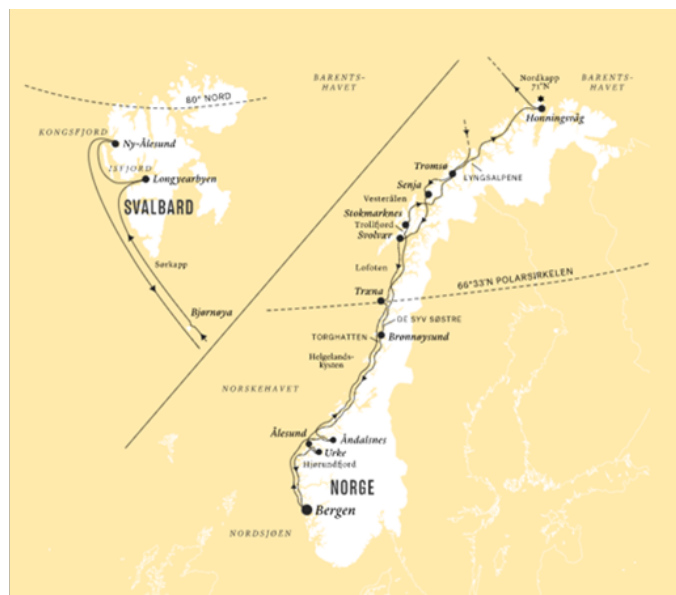 BARENTS-
HAVET
Nordkapp
71°N
BARENTS-
HAVET
80° NORD
Honningsvåg
KONGSFJORD
Ny-Ålesund
ISFJORD
Longyearbyen
SVALBARD
Tromsø
LYNGSALPENE
Senja
Vesterålen
Stokmarknes
Trollfjord
Svolvær
Sørkapp
Lofoten
66°33'N POLARSIRKELEN
Træna
Bjørnøya
DE SYV SØSTRE
TORGHATTEN
Brønnøysund
Helgelands-
kysten
NORSKEHAVET
Ålesund
Åndalsnes
Urke
Hjørundfjord
NORGE
Bergen
NORDSJØEN